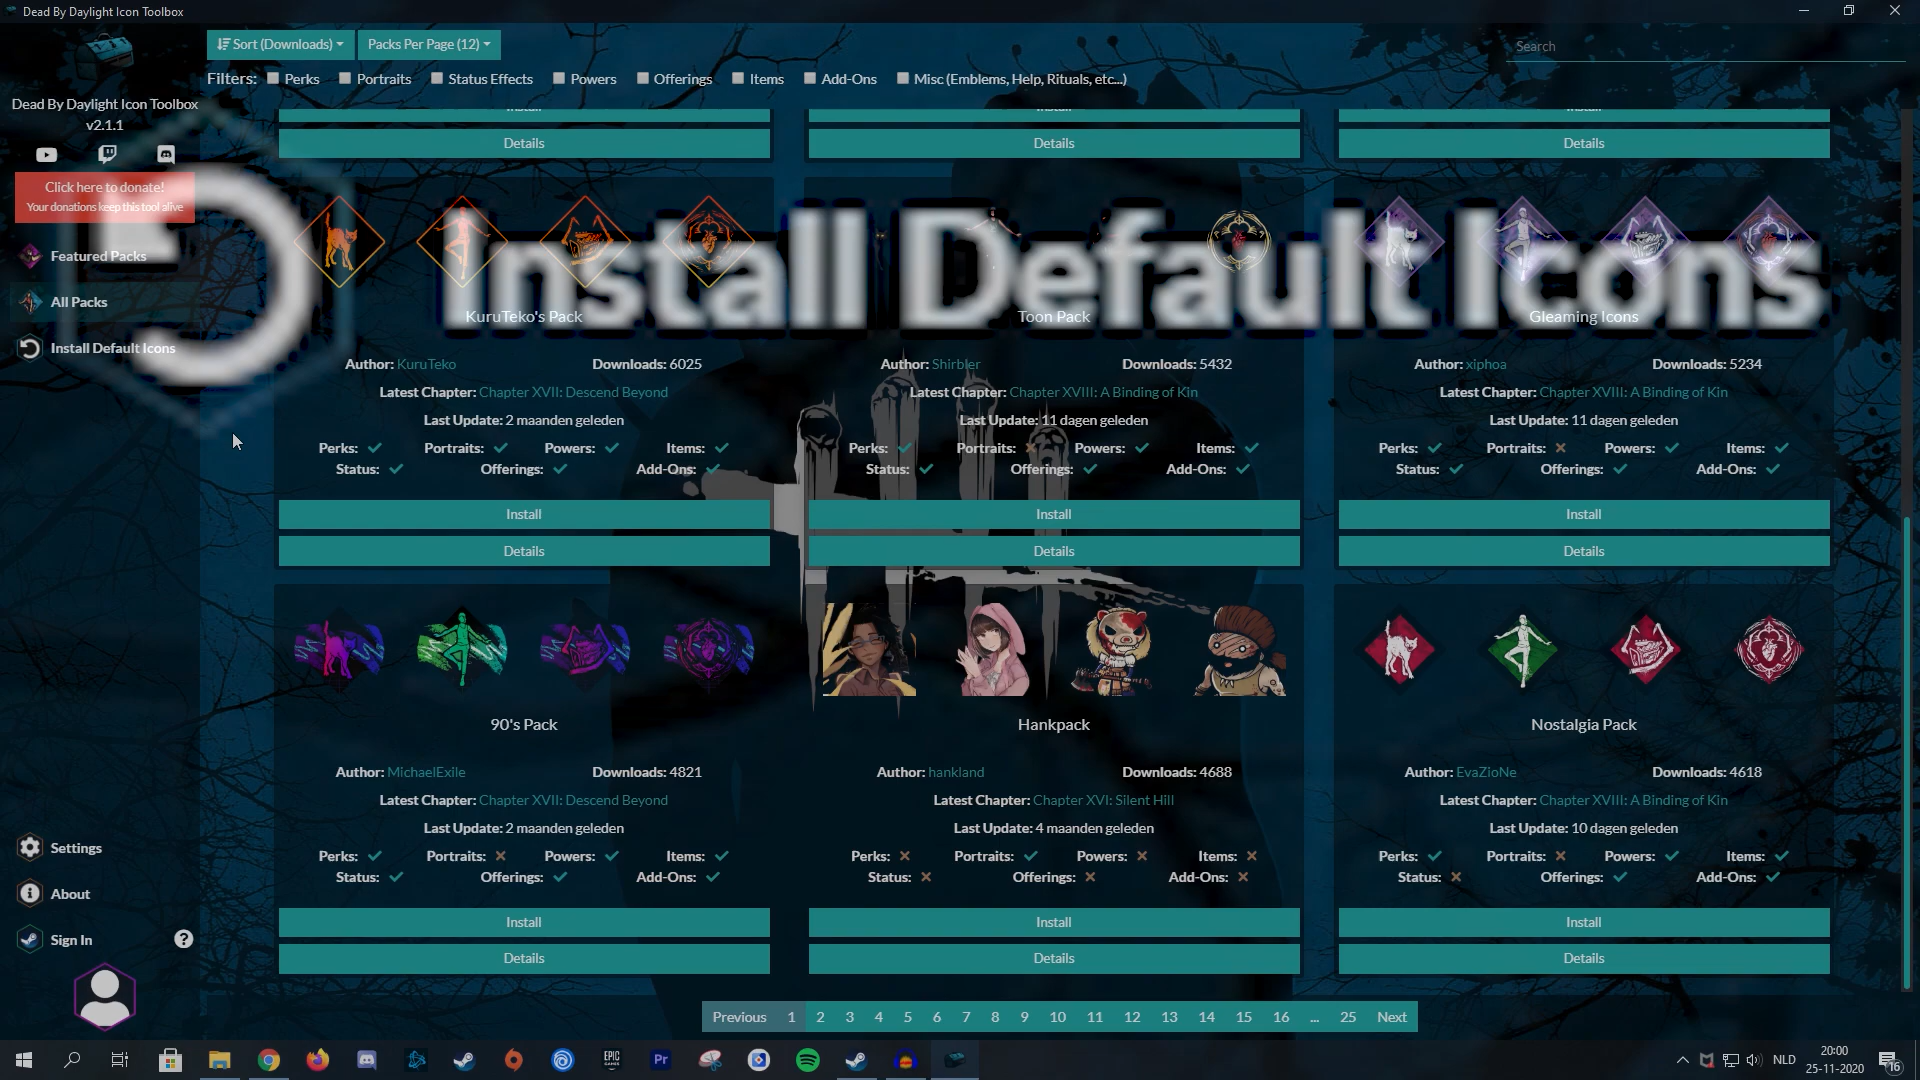 Dead By Daylight Icon Toolbox
Sort (Downloads)
Packs Per Page (12)
Search
Filters:
Perks
Portraits
Status Effects
Powers
Offerings
Items
Add-Ons
Misc (Emblems, Help, Rituals, etc...)
Dead By Daylight Icon Toolbox
v2.1.1
Click here to donate!
Your donations keep this tool alive
Featured Packs
All Packs
Install Default Icons
Install Default Icons
Settings
About
Sign In
?
Install
Install
Install
Details
Details
Details
KuruTeko's Pack
Author: KuruTeko
Downloads: 6025
Latest Chapter: Chapter XVII: Descend Beyond
Last Update: 2 maanden geleden
Perks: Portraits: Powers: Items:
Status: Offerings: Add-Ons:
Install
Details
Toon Pack
Author: Shirbler
Downloads: 5432
Latest Chapter: Chapter XVIII: A Binding of Kin
Last Update: 11 dagen geleden
Perks: Portraits: Powers: Items:
Status: Offerings: Add-Ons:
Install
Details
Gleaming Icons
Author: xiphoa
Downloads: 5234
Latest Chapter: Chapter XVIII: A Binding of Kin
Last Update: 11 dagen geleden
Perks: Portraits: Powers: Items:
Status: Offerings: Add-Ons:
Install
Details
90's Pack
Author: MichaelExile
Downloads: 4821
Latest Chapter: Chapter XVII: Descend Beyond
Last Update: 2 maanden geleden
Perks: Portraits: Powers: Items:
Status: Offerings: Add-Ons:
Install
Details
Hankpack
Author: hankland
Downloads: 4688
Latest Chapter: Chapter XVI: Silent Hill
Last Update: 4 maanden geleden
Perks: Portraits: Powers: Items:
Status: Offerings: Add-Ons:
Install
Details
Nostalgia Pack
Author: EvaZioNe
Downloads: 4618
Latest Chapter: Chapter XVIII: A Binding of Kin
Last Update: 10 dagen geleden
Perks: Portraits: Powers: Items:
Status: Offerings: Add-Ons:
Install
Details
Previous 1 2 3 4 5 6 7 8 9 10 11 12 13 14 15 16 ... 25 Next
EPIC
GAMES
Pr
NLD
20:00
25-11-2020
16